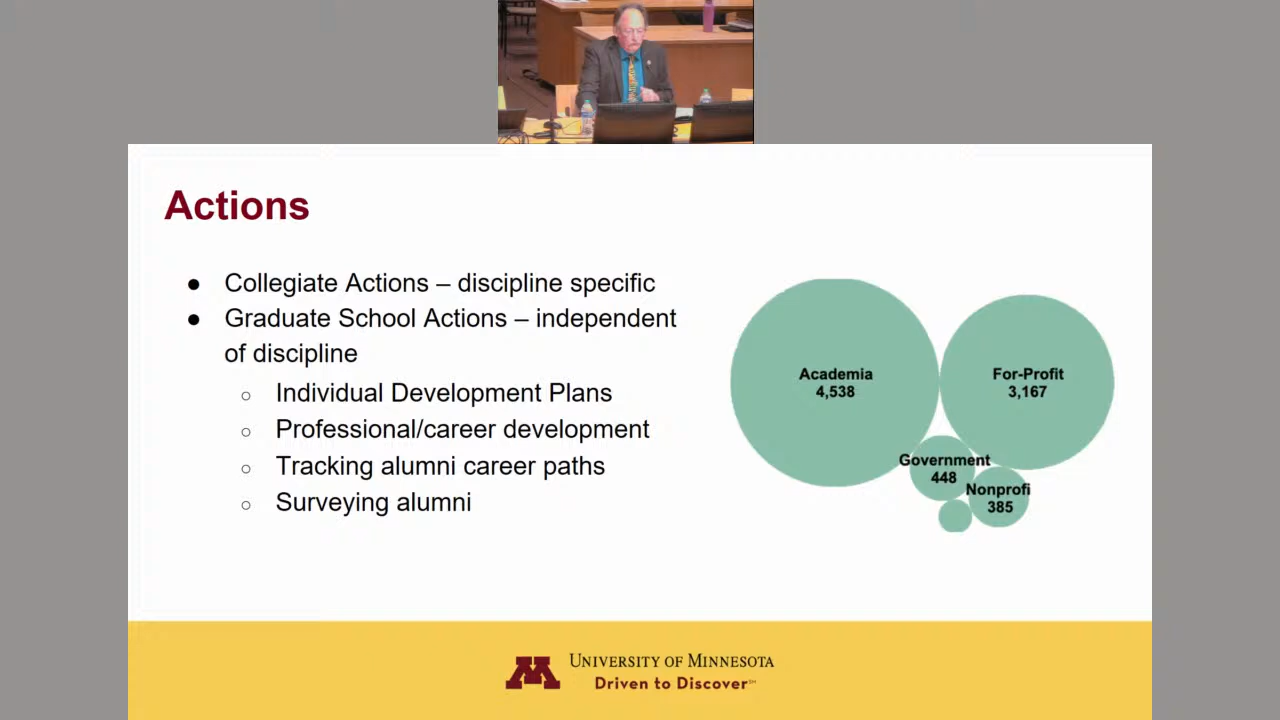 Actions
● Collegiate Actions – discipline specific
● Graduate School Actions – independent
of discipline
○ Individual Development Plans
○ Professional/career development
○ Tracking alumni career paths
○ Surveying alumni
Academia
4,538
For-Profit
3,167
Government
448
Nonprofi
385
UNIVERSITY OF MINNESOTA
Driven to Discover℠